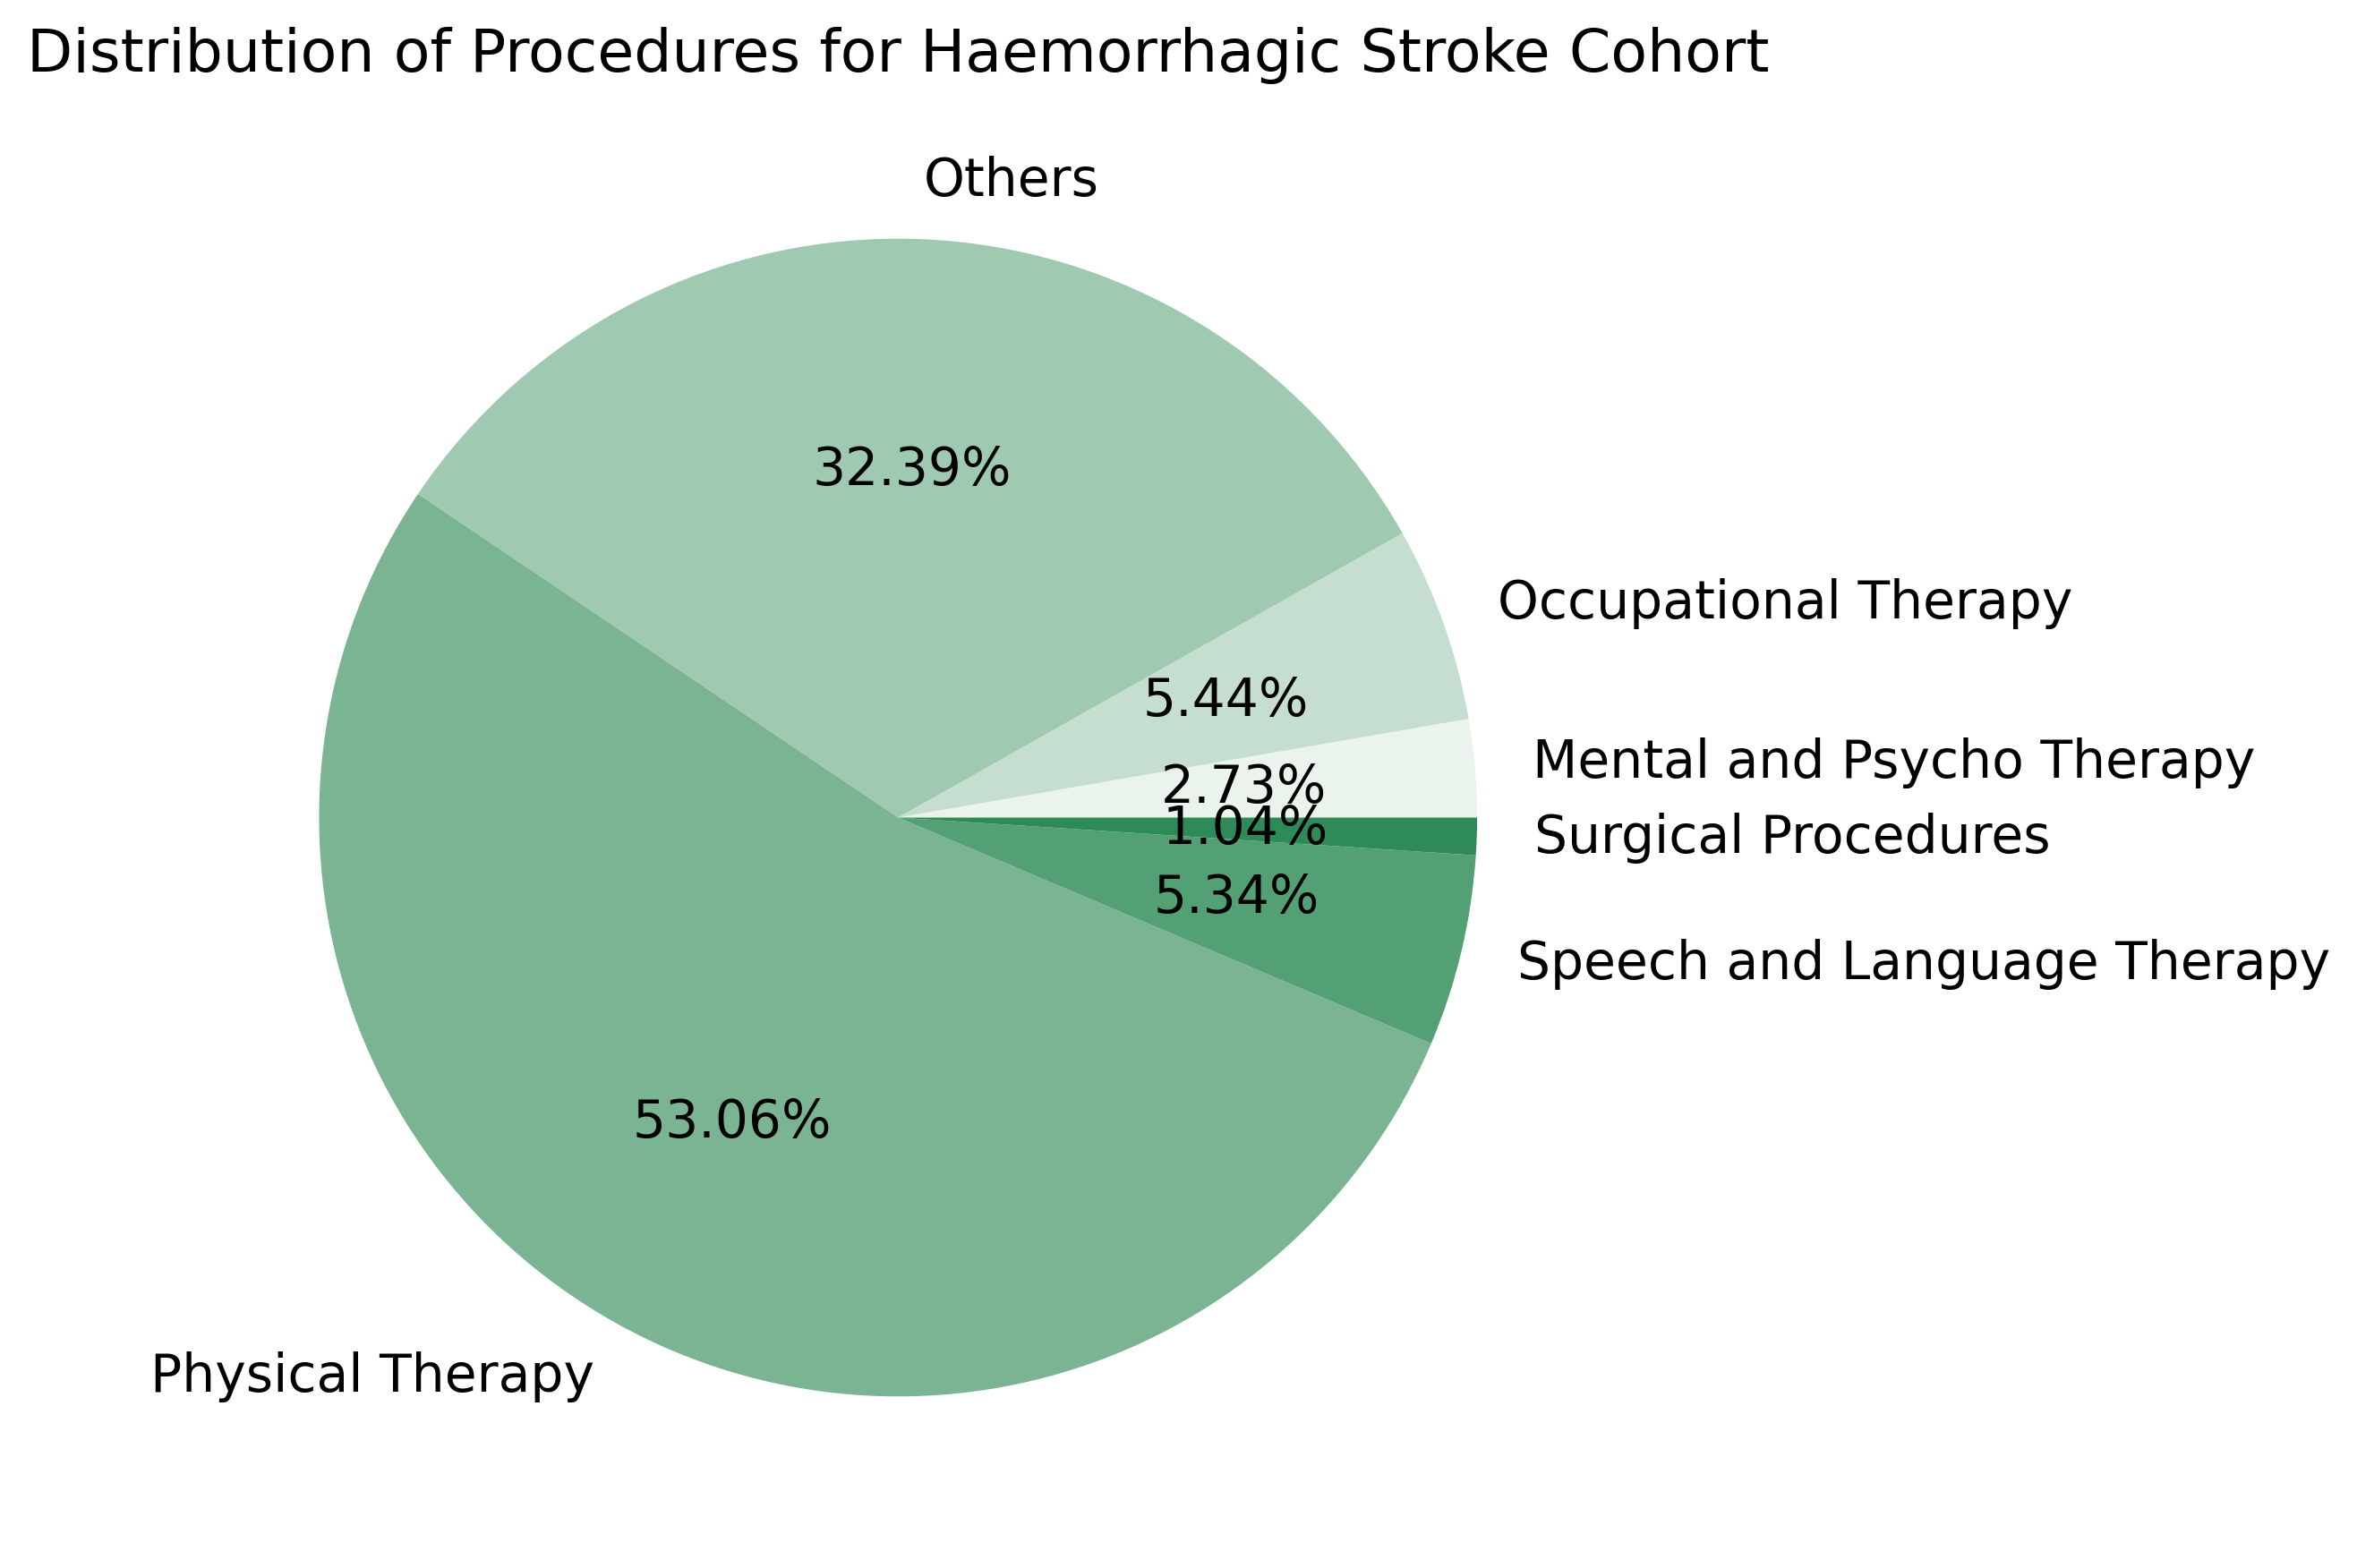 Distribution of Procedures for Haemorrhagic Stroke Cohort
Others
32.39%
Occupational Therapy
5.44%
Mental and Psycho Therapy
2.73%
1.04%
Surgical Procedures
5.34%
Speech and Language Therapy
53.06%
Physical Therapy